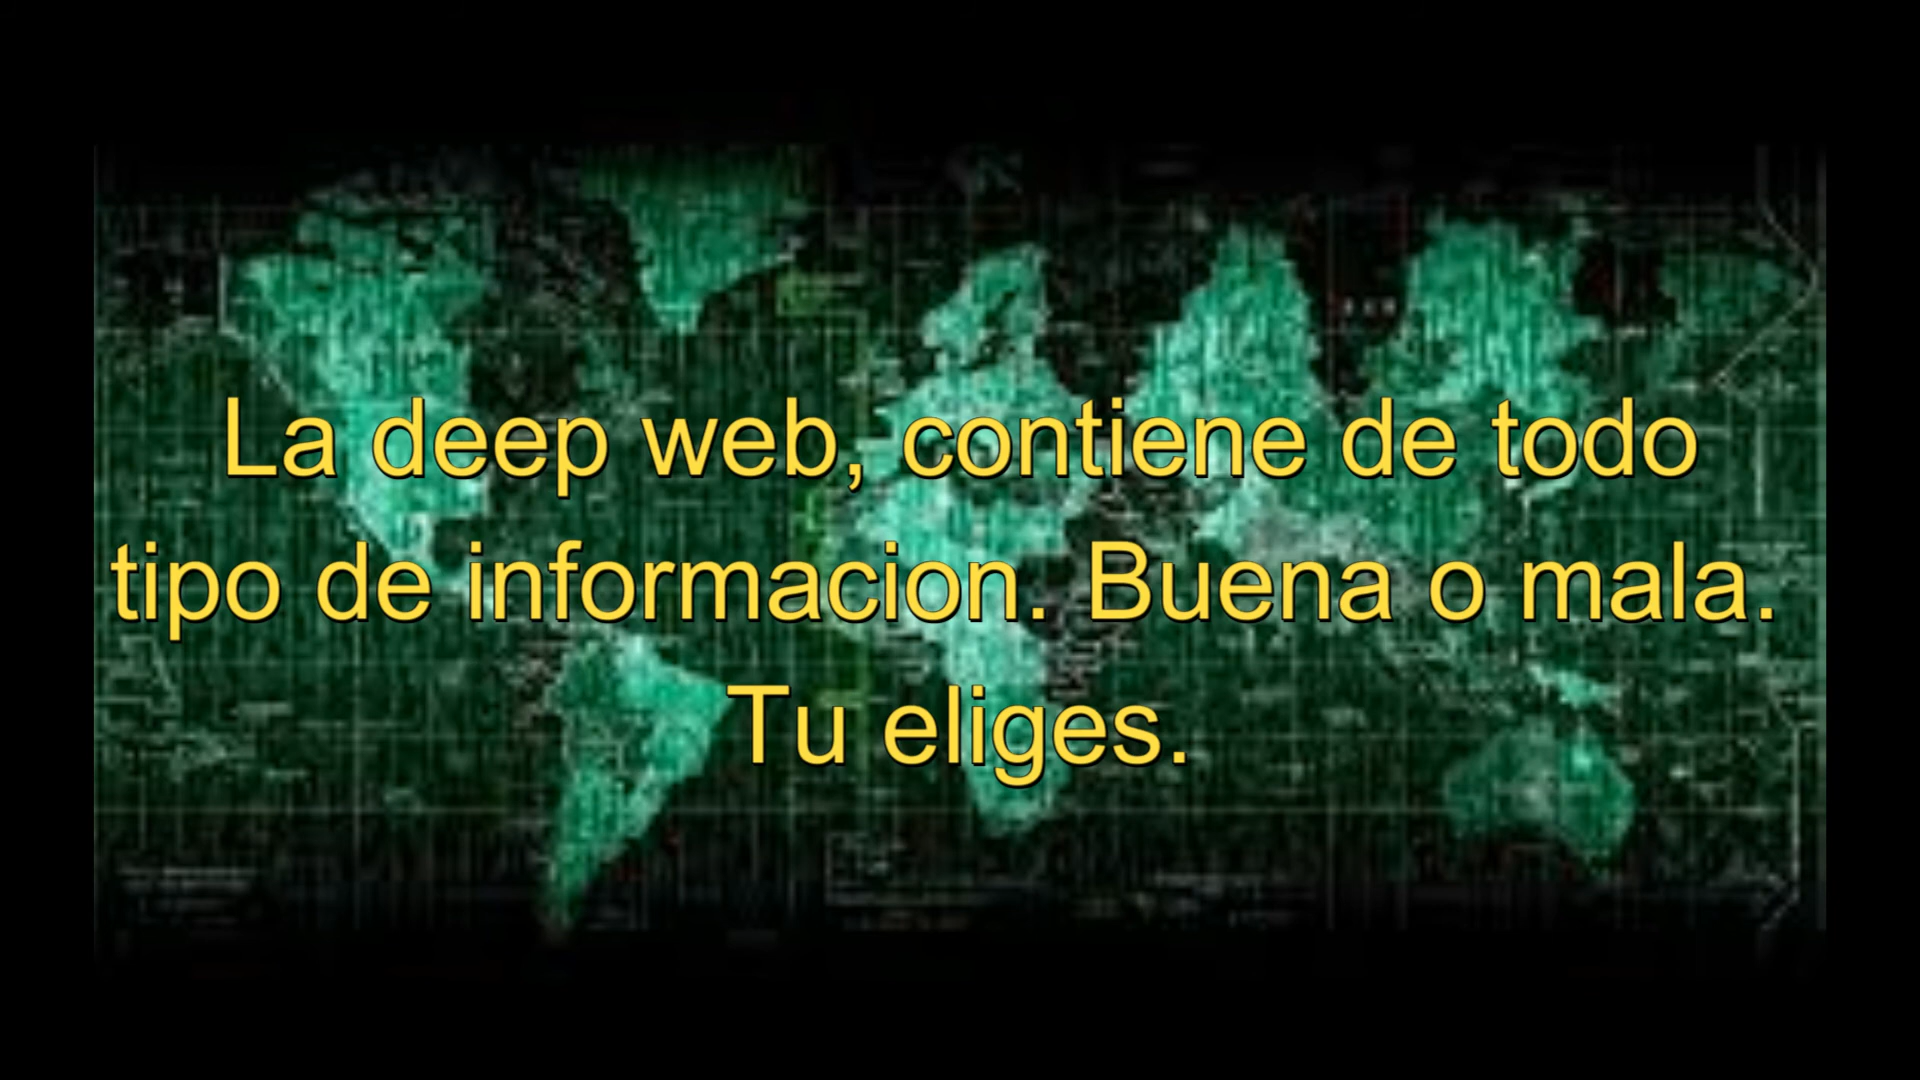 La deep web, contiene de todo
tipo de informacion. Buena o mala.
Tu eliges.